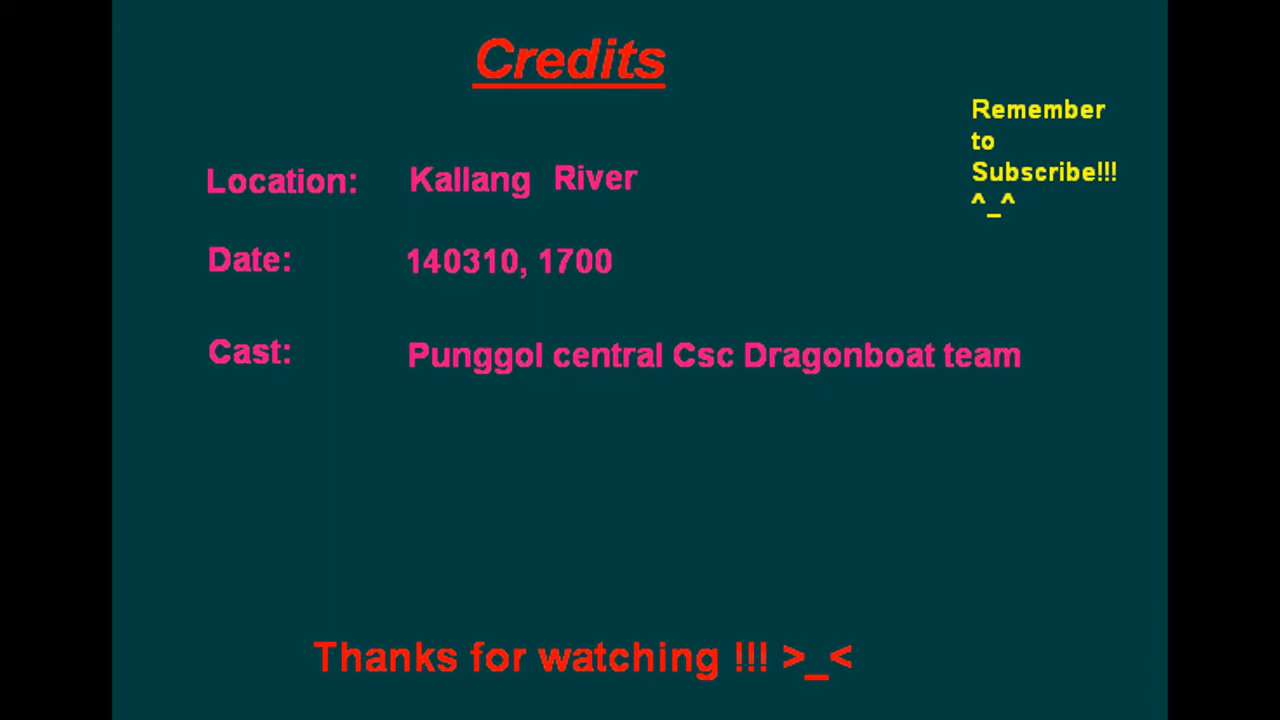 Credits
Remember
to
Subscribe!!!
^_^
Location: Kallang River
Date: 140310, 1700
Cast: Punggol central Csc Dragonboat team
Thanks for watching !!! >_<